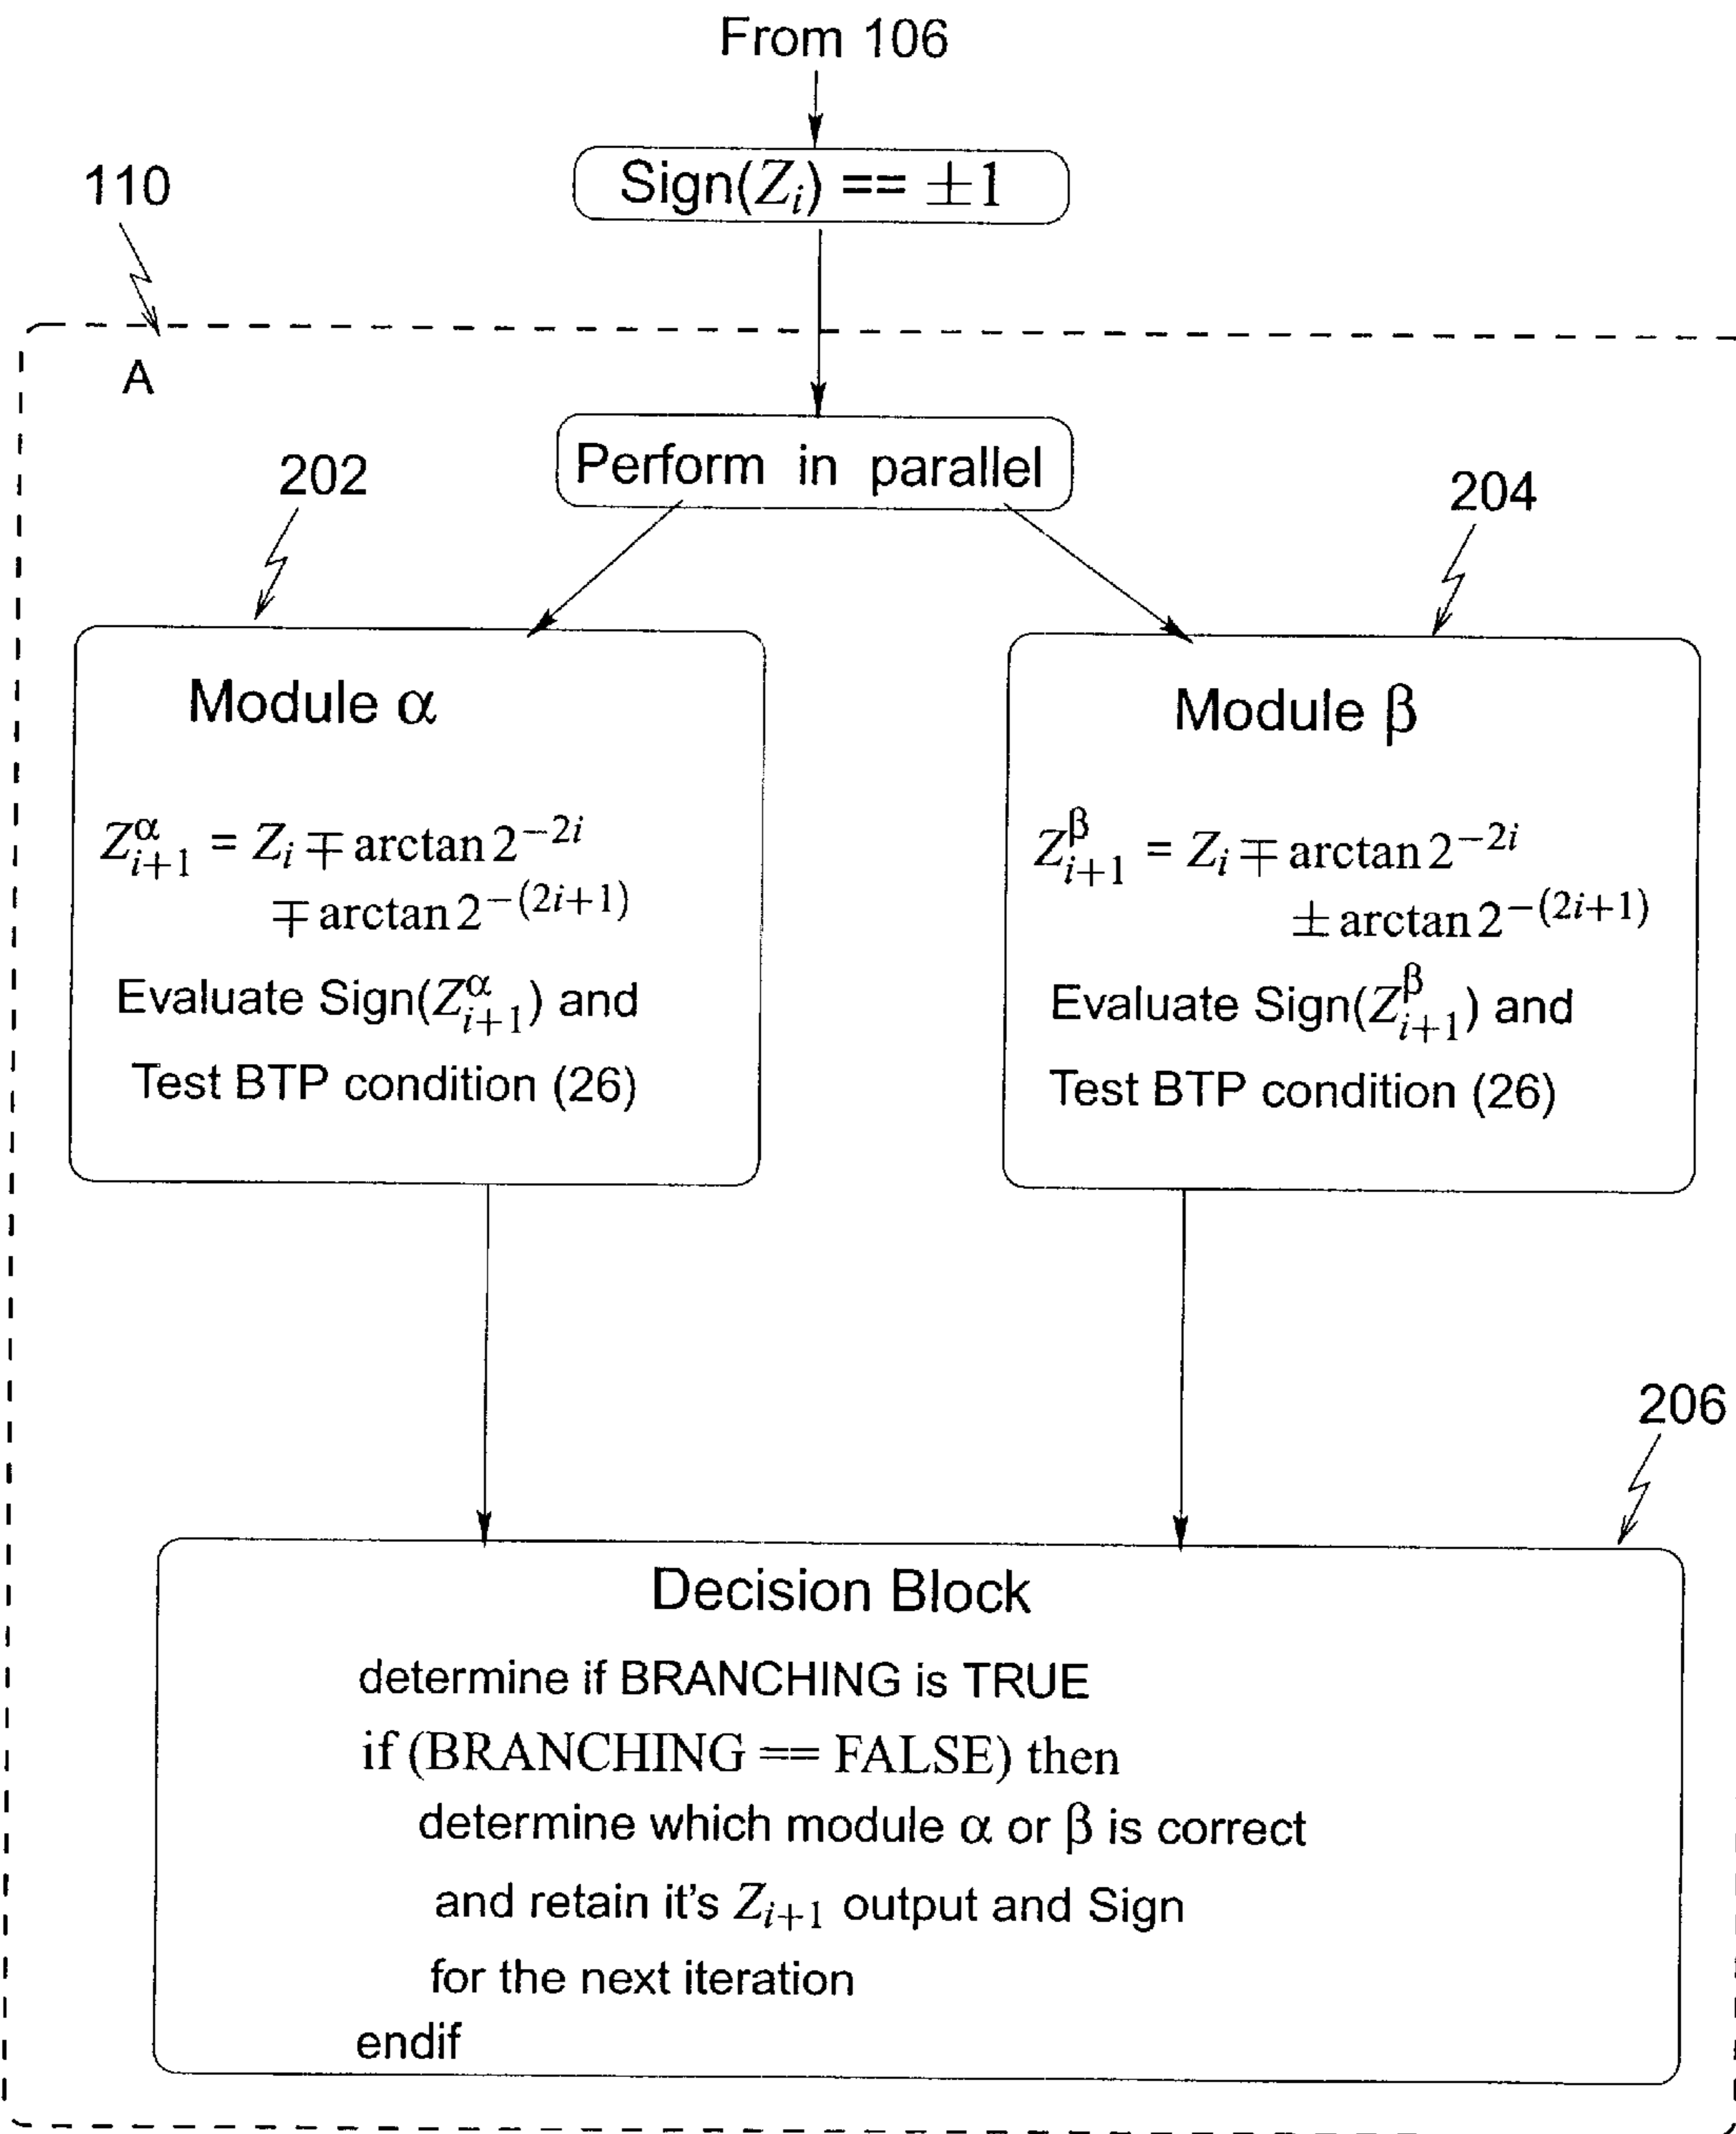 From 106
110
Sign(Zᵢ) == ±1
A
Perform in parallel
202
204
Module α
Z^α_{i+1} = Z_i ∓ arctan 2^{−2i}
∓ arctan 2^{−(2i+1)}
Evaluate Sign(Z^α_{i+1}) and
Test BTP condition (26)
Module β
Z^β_{i+1} = Z_i ∓ arctan 2^{−2i}
± arctan 2^{−(2i+1)}
Evaluate Sign(Z^β_{i+1}) and
Test BTP condition (26)
206
Decision Block
determine if BRANCHING is TRUE
if (BRANCHING == FALSE) then
determine which module α or β is correct
and retain it's Z_{i+1} output and Sign
for the next iteration
endif